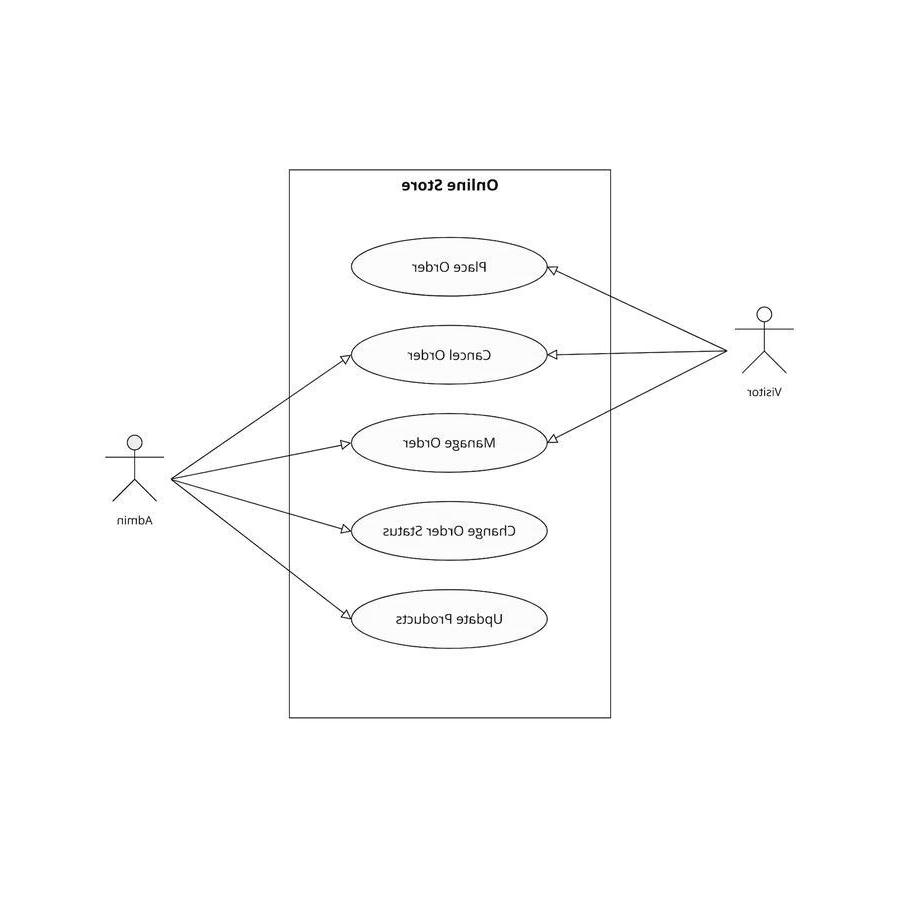 Online Store
Place Order
Cancel Order
Visitor
Manage Order
Admin
Change Order Status
Update Products